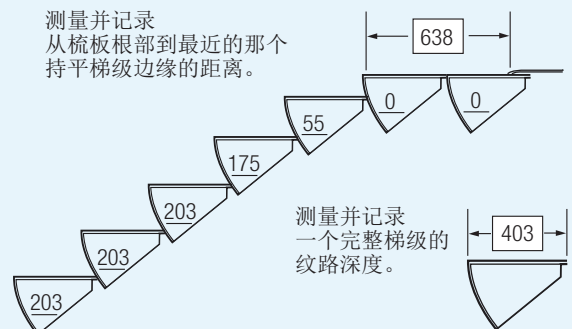 测量并记录
从梳板根部到最近的那个
持平梯级边缘的距离。
638
0
0
55
175
203
203
203
测量并记录
一个完整梯级的
纹路深度。
403